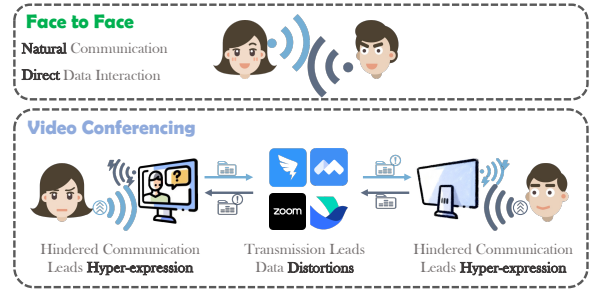 Face to Face
Natural Communication
Direct Data Interaction
Video Conferencing
?
!
!
zoom
Hindered Communication
Leads Hyper-expression
Transmission Leads
Data Distortions
Hindered Communication
Leads Hyper-expression